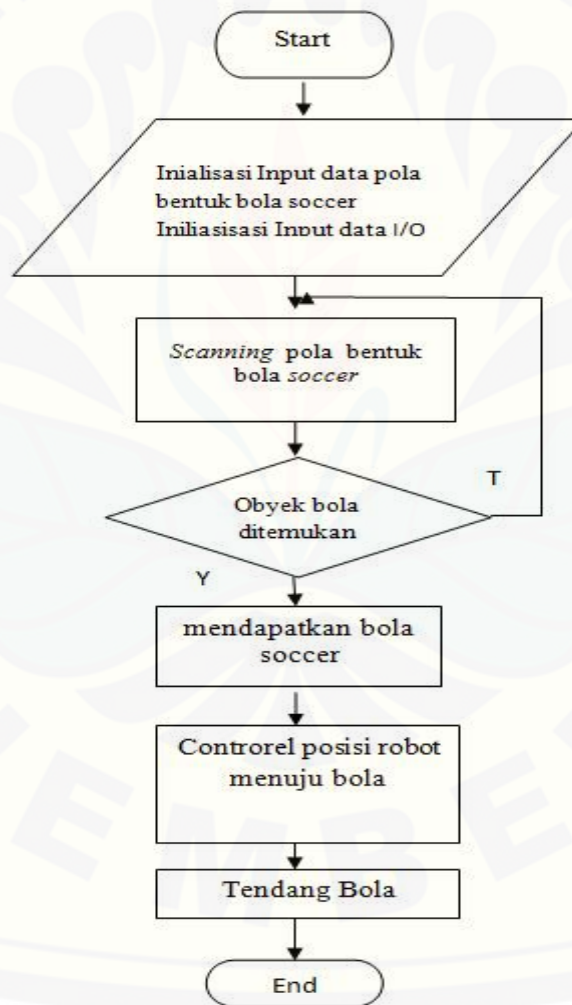 Start
Inialisasi Input data pola
bentuk bola soccer
Iniliasisasi Input data I/O
Scanning pola bentuk
bola soccer
Obyek bola
ditemukan
T
Y
mendapatkan bola
soccer
Controrel posisi robot
menuju bola
Tendang Bola
End